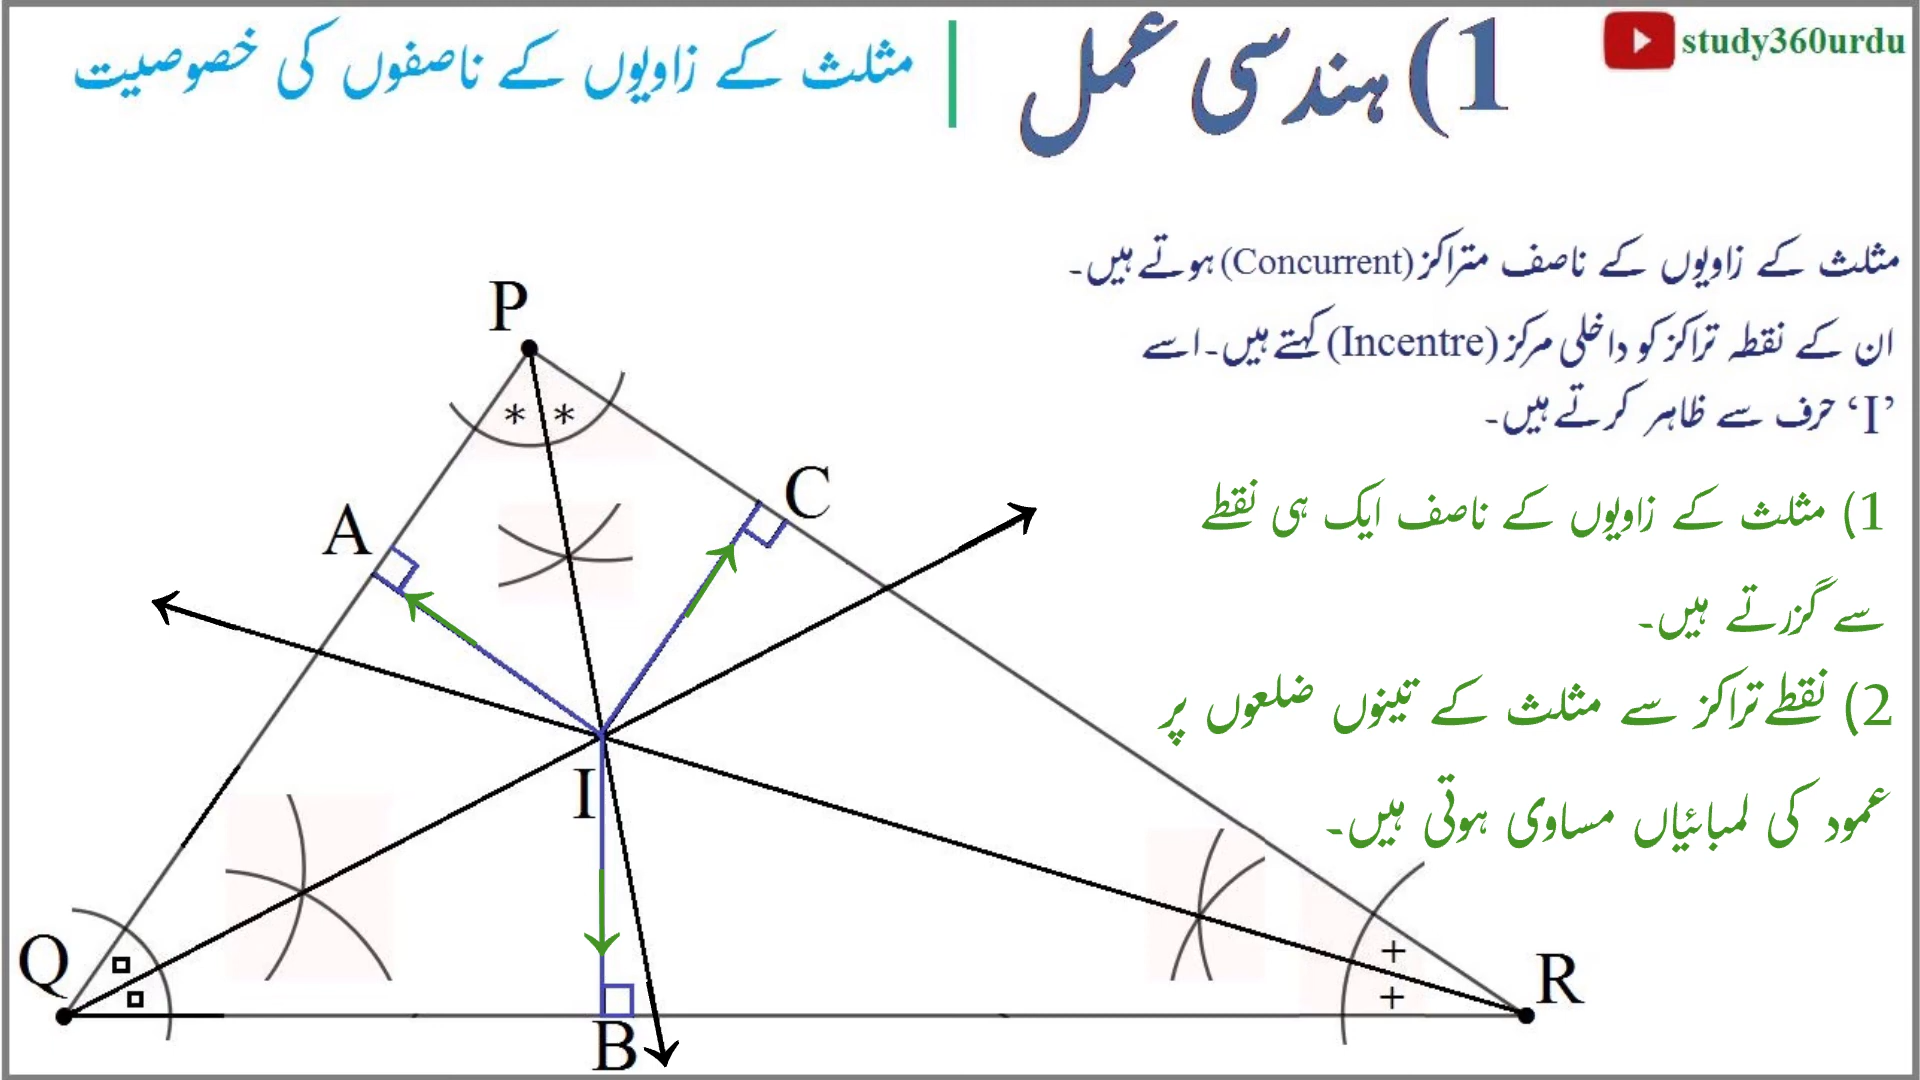 study360urdu
1) ہندسی عمل | مثلث کے زاویوں کے ناصفوں کی خصوصیت
مثلث کے زاویوں کے ناصف متراکز (Concurrent) ہوتے ہیں۔
ان کے نقطہ تراکز کو داخلی مرکز (Incentre) کہتے ہیں۔ اسے
’I‘ حرف سے ظاہر کرتے ہیں۔
1) مثلث کے زاویوں کے ناصف ایک ہی نقطے
سے گزرتے ہیں۔
2) نقطے تراکز سے مثلث کے تینوں ضلعوں پر
عمود کی لمبائیاں مساوی ہوتی ہیں۔
P
* *
C
A
I
Q
R
+
+
B